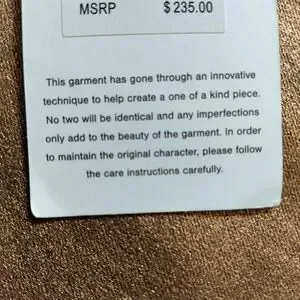 MSRP $235.00
This garment has gone through an innovative
technique to help create a one of a kind piece.
No two will be identical and any imperfections
only add to the beauty of the garment. In order
to maintain the original character, please follow
the care instructions carefully.